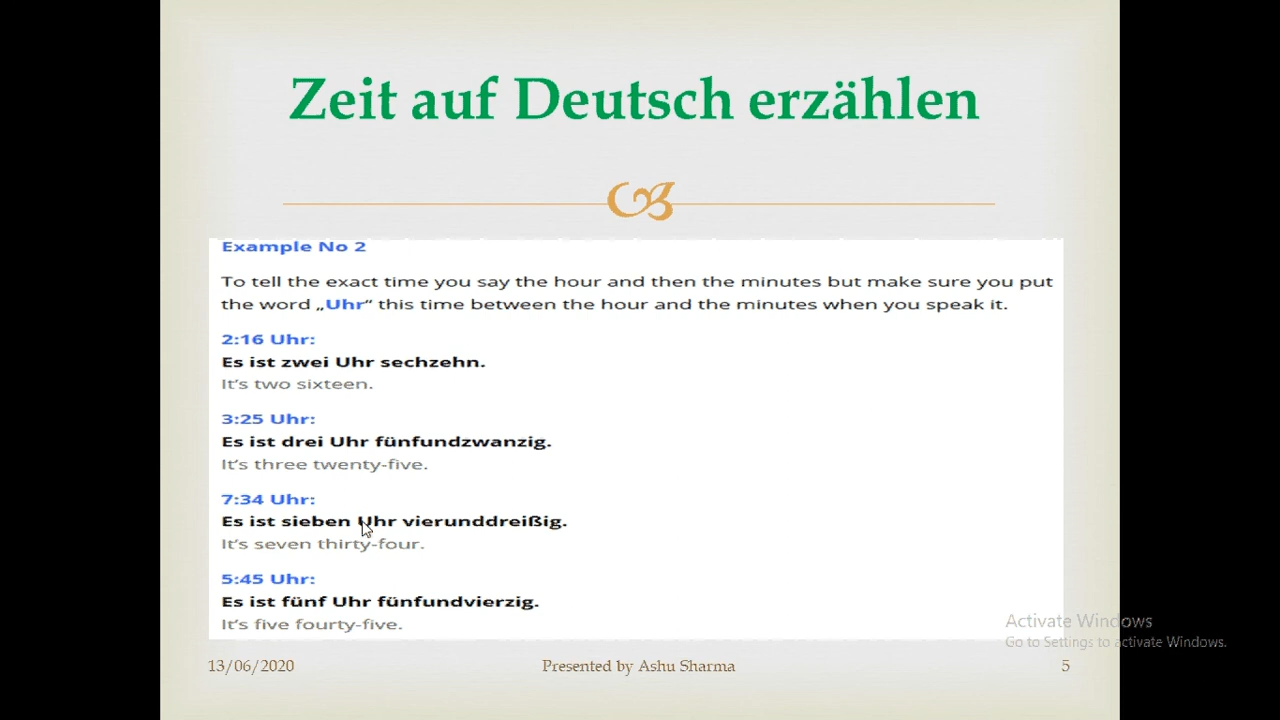 Zeit auf Deutsch erzählen
Example No 2
To tell the exact time you say the hour and then the minutes but make sure you put
the word „Uhr“ this time between the hour and the minutes when you speak it.
2:16 Uhr:
Es ist zwei Uhr sechzehn.
It’s two sixteen.
3:25 Uhr:
Es ist drei Uhr fünfundzwanzig.
It’s three twenty-five.
7:34 Uhr:
Es ist sieben Uhr vierunddreißig.
It’s seven thirty-four.
5:45 Uhr:
Es ist fünf Uhr fünfundvierzig.
It’s five fourty-five.
Activate Windows
Go to Settings to activate Windows.
13/06/2020 Presented by Ashu Sharma 5